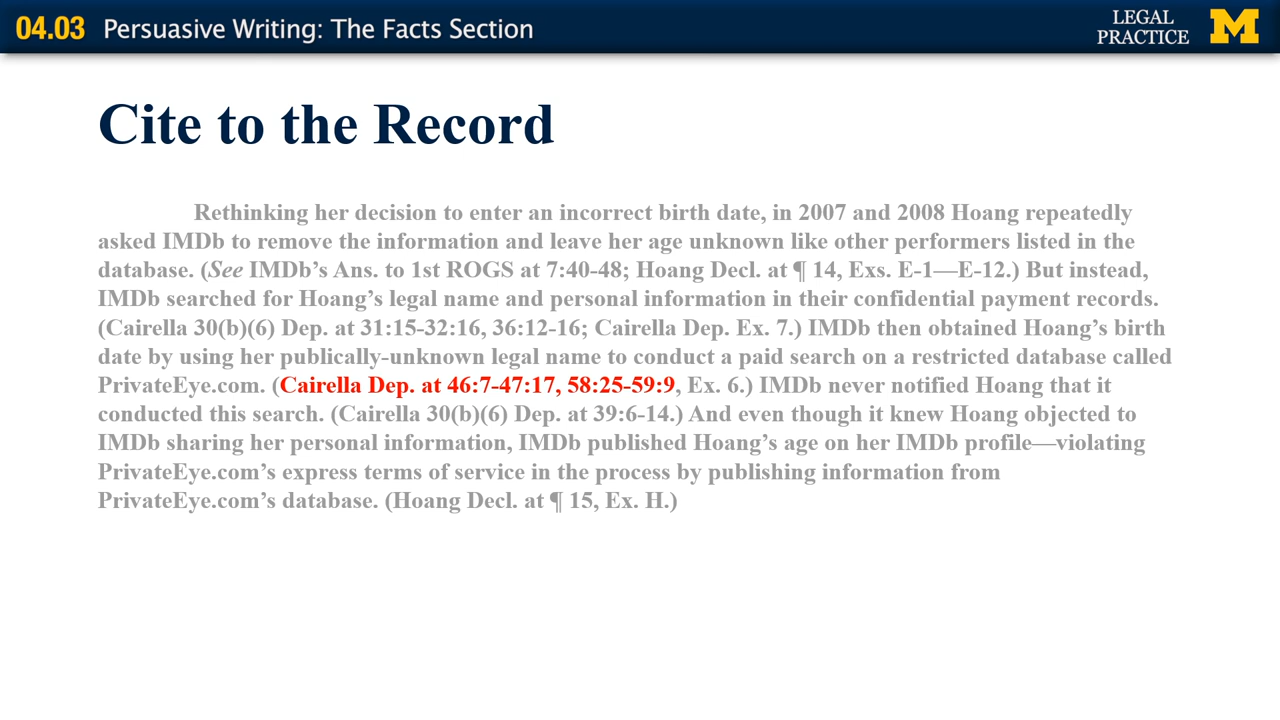 04.03 Persuasive Writing: The Facts Section
LEGAL
PRACTICE
M
Cite to the Record
Rethinking her decision to enter an incorrect birth date, in 2007 and 2008 Hoang repeatedly
asked IMDb to remove the information and leave her age unknown like other performers listed in the
database. (See IMDb’s Ans. to 1st ROGS at 7:40-48; Hoang Decl. at ¶ 14, Exs. E-1—E-12.) But instead,
IMDb searched for Hoang’s legal name and personal information in their confidential payment records.
(Cairella 30(b)(6) Dep. at 31:15-32:16, 36:12-16; Cairella Dep. Ex. 7.) IMDb then obtained Hoang’s birth
date by using her publically-unknown legal name to conduct a paid search on a restricted database called
PrivateEye.com. (Cairella Dep. at 46:7-47:17, 58:25-59:9, Ex. 6.) IMDb never notified Hoang that it
conducted this search. (Cairella 30(b)(6) Dep. at 39:6-14.) And even though it knew Hoang objected to
IMDb sharing her personal information, IMDb published Hoang’s age on her IMDb profile—violating
PrivateEye.com’s express terms of service in the process by publishing information from
PrivateEye.com’s database. (Hoang Decl. at ¶ 15, Ex. H.)